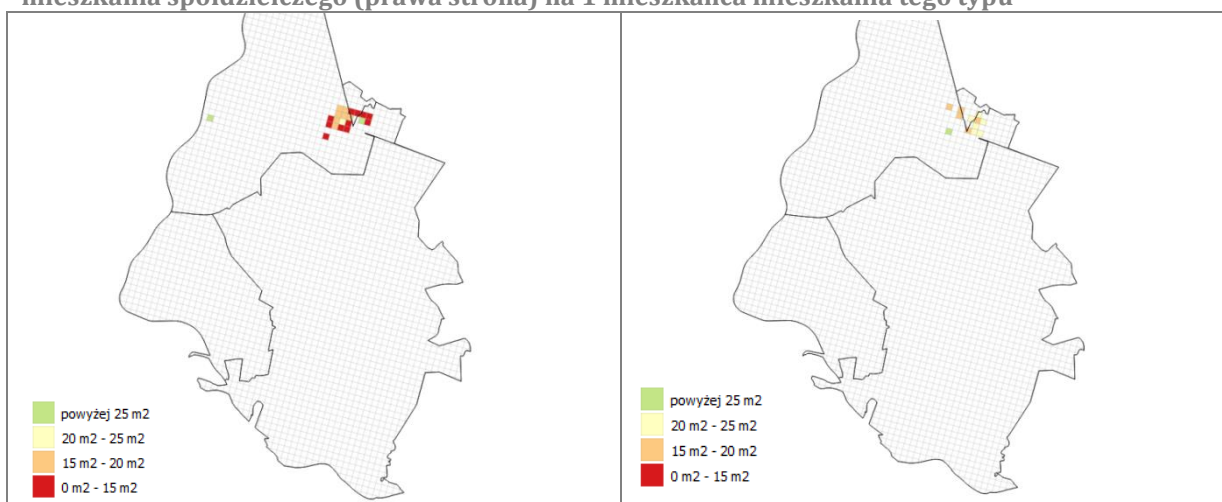 mieszkania spółdzielczego (prawa strona) na 1 mieszkańca mieszkania tego typu
powyżej 25 m2
20 m2 - 25 m2
15 m2 - 20 m2
0 m2 - 15 m2
powyżej 25 m2
20 m2 - 25 m2
15 m2 - 20 m2
0 m2 - 15 m2